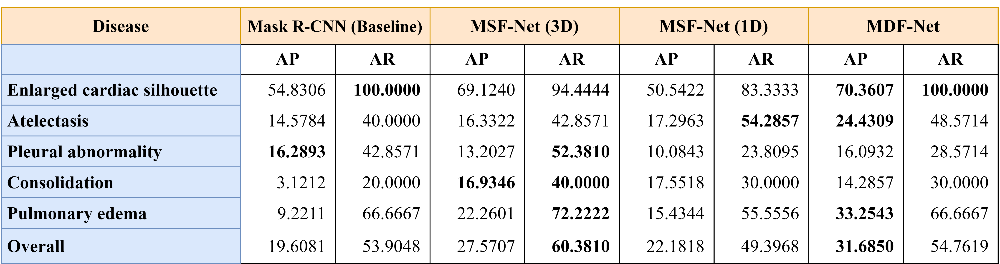 Disease Mask R-CNN (Baseline) MSF-Net (3D) MSF-Net (1D) MDF-Net
AP AR AP AR AP AR AP AR
Enlarged cardiac silhouette 54.8306 100.0000 69.1240 94.4444 50.5422 83.3333 70.3607 100.0000
Atelectasis 14.5784 40.0000 16.3322 42.8571 17.2963 54.2857 24.4309 48.5714
Pleural abnormality 16.2893 42.8571 13.2027 52.3810 10.0843 23.8095 16.0932 28.5714
Consolidation 3.1212 20.0000 16.9346 40.0000 17.5518 30.0000 14.2857 30.0000
Pulmonary edema 9.2211 66.6667 22.2601 72.2222 15.4344 55.5556 33.2543 66.6667
Overall 19.6081 53.9048 27.5707 60.3810 22.1818 49.3968 31.6850 54.7619